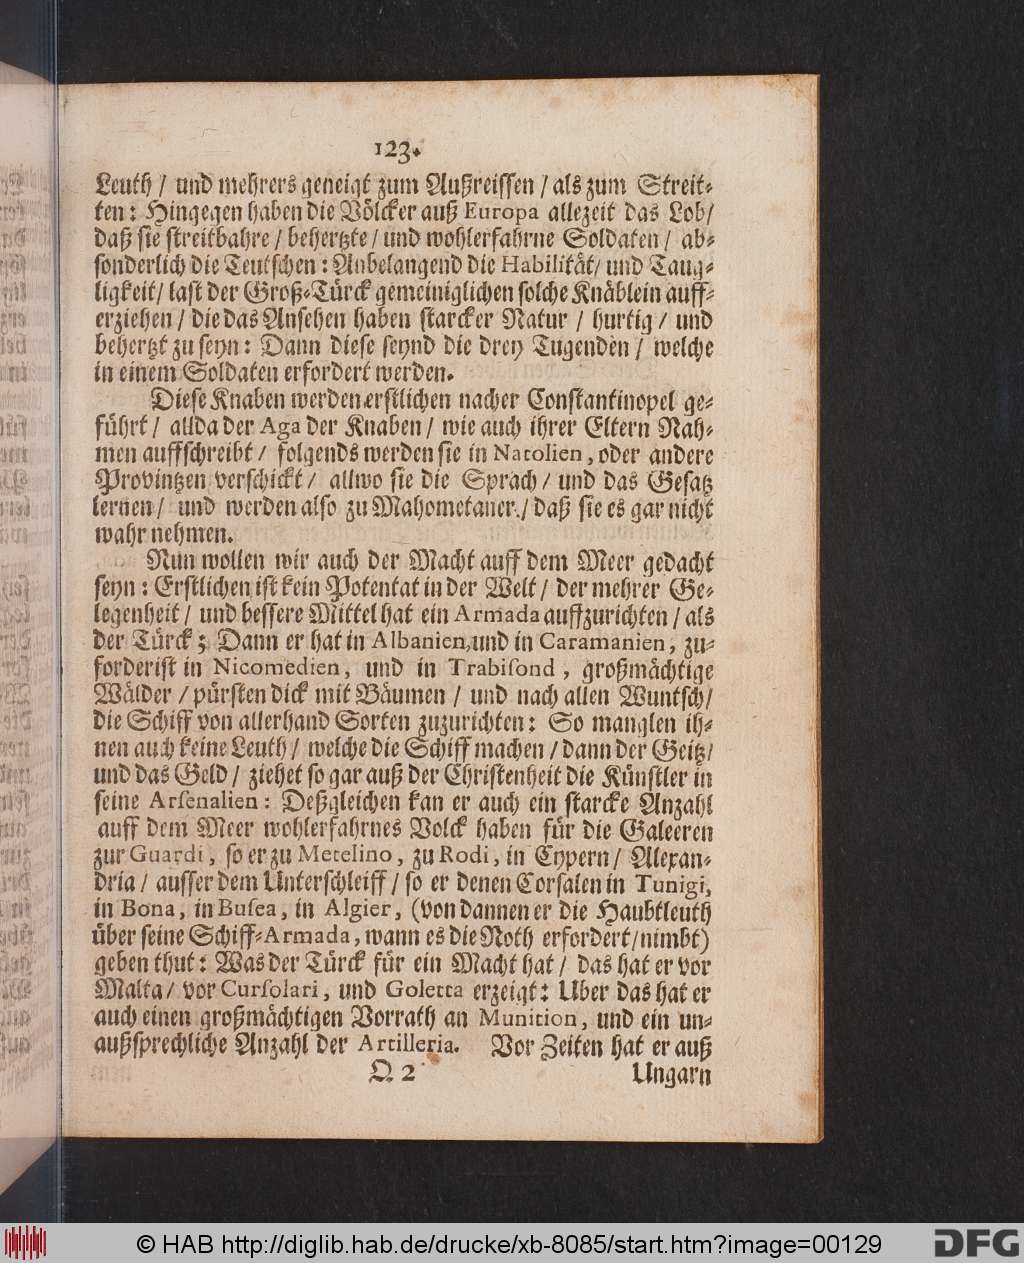 123.
Leuth / und mehrers geneigt zum Außreissen / als zum Streit-
ten: Hingegen haben die Völcker auß Europa allezeit das Lob/
daß sie streitbahre / behertzte / und wohlerfahrne Soldaten / ab-
sonderlich die Teutschen: Anbelangend die Habilität/ und Taug-
ligkeit/ last der Groß-Türck gemeiniglichen solche Knäblein auff-
erziehen / die das Ansehen haben starcker Natur / hurtig / und
behertzt zu seyn: Dann diese seynd die drey Tugenden / welche
in einem Soldaten erfordert werden.
Diese Knaben werden erstlichen nacher Constantinopel ge-
führt / allda der Aga der Knaben / wie auch ihrer Eltern Nah-
men auffschreibt / folgends werden sie in Natolien, oder andere
Provintzen verschickt / allwo sie die Sprach / und das Gesatz
lernen / und werden also zu Mahometaner / daß sie es gar nicht
wahr nehmen.
Nun wollen wir auch der Macht auff dem Meer gedacht
seyn: Erstlichen ist kein Potentat in der Welt / der mehrer Ge-
legenheit / und bessere Mittel hat ein Armada auffzurichten / als
der Türck; Dann er hat in Albanien, und in Caramanien, zu-
forderist in Nicomedien, und in Trabisond, großmächtige
Wälder / pürsten dick mit Bäumen / und nach allen Wuntsch/
die Schiff von allerhand Sorten zuzurichten: So manglen ih-
nen auch keine Leuth / welche die Schiff machen / dann der Geitz/
und das Geld / ziehet so gar auß der Christenheit die Künstler in
seine Arsenalien: Deßgleichen kan er auch ein starcke Anzahl
auff dem Meer wohlerfahrnes Volck haben für die Galeeren
zur Guardi, so er zu Metelino, zu Rodi, in Cypern / Alexan-
dria / ausser dem Unterschleiff / so er denen Corsalen in Tunigi,
in Bona, in Busea, in Algier, (von dannen er die Haubtleuth
über seine Schiff-Armada, wann es die Noth erfordert/nimbt)
geben thut: Was der Türck für ein Macht hat / das hat er vor
Malta / vor Cursolari, und Goletta erzeigt: Uber das hat er
auch einen großmächtigen Vorrath an Munition, und ein un-
außsprechliche Anzahl der Artilleria. Vor Zeiten hat er auß
Q 2 Ungarn
© HAB http://diglib.hab.de/drucke/xb-8085/start.htm?image=00129
DFG